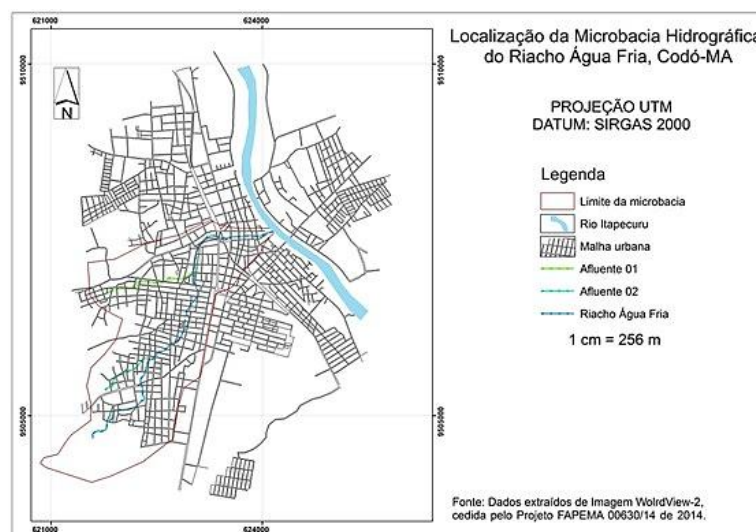 621000
624000
Localização da Microbacia Hidrográfica
do Riacho Água Fria, Codó-MA
9510000
9510000
N
PROJEÇÃO UTM
DATUM: SIRGAS 2000
Legenda
Limite da microbacia
Rio Itapecuru
Malha urbana
Afluente 01
Afluente 02
Riacho Água Fria
1 cm = 256 m
9505000
9505000
Fonte: Dados extraídos de Imagem WolrdView-2,
cedida pelo Projeto FAPEMA 00630/14 de 2014.
621000
624000